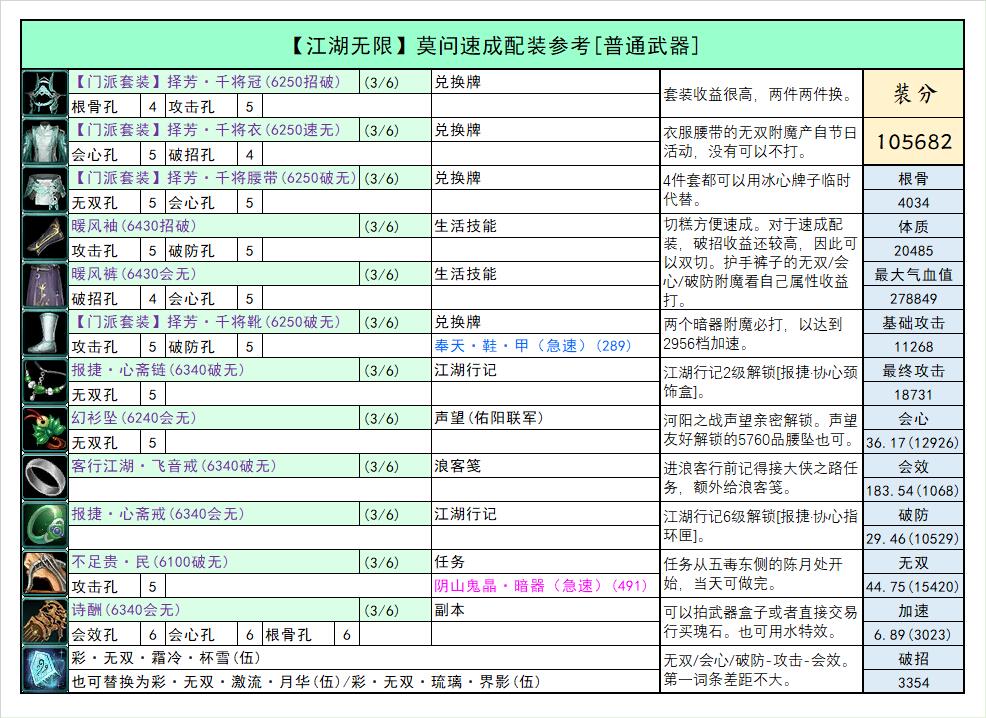 【江湖无限】莫问速成配装参考[普通武器]
【门派套装】择芳·千将冠(6250招破) (3/6) 兑换牌
根骨孔 4 攻击孔 5
套装收益很高，两件两件换。
装分
【门派套装】择芳·千将衣(6250速无) (3/6) 兑换牌
会心孔 5 破招孔 4
衣服腰带的无双附魔产自节日
活动，没有可以不打。
105682
【门派套装】择芳·千将腰带(6250破无) (3/6) 兑换牌
无双孔 5 会心孔 5
4件套都可以用冰心牌子临时
代替。
根骨
4034
暖风袖(6430招破) (3/6) 生活技能
攻击孔 5 破防孔 5
切糕方便速成。对于速成配
装，破招收益还较高，因此可
以双切。护手裤子的无双/会
心/破防附魔看自己属性收益
打。
体质
20485
暖风裤(6430会无) (3/6) 生活技能
破招孔 4 会心孔 5
最大气血值
278849
【门派套装】择芳·千将靴(6250破无) (3/6) 兑换牌
攻击孔 5 破防孔 5 奉天·鞋·甲（急速）(289)
两个暗器附魔必打，以达到
2956档加速。
基础攻击
11268
报捷·心斋链(6340破无) (3/6) 江湖行记
无双孔 5
江湖行记2级解锁[报捷·协心颈
饰盒]。
最终攻击
18731
幻衫坠(6240会无) (3/6) 声望(佑阳联军)
无双孔 5
河阳之战声望亲密解锁。声望
友好解锁的5760品腰坠也可。
会心
36.17(12926)
客行江湖·飞音戒(6340破无) (3/6) 浪客笺
进浪客行前记得接大侠之路任
务，额外给浪客笺。
会效
183.54(1068)
报捷·心斋戒(6340会无) (3/6) 江湖行记
江湖行记6级解锁[报捷·协心指
环匣]。
破防
29.46(10529)
不足贵·民(6100破无) (3/6) 任务
攻击孔 5 阴山鬼晶·暗器（急速）(491)
任务从五毒东侧的陈月处开
始，当天可做完。
无双
44.75(15420)
诗酬(6340会无) (3/6) 副本
会效孔 6 会心孔 6 根骨孔 6
可以拍武器盒子或者直接交易
行买瑰石。也可用水特效。
加速
6.89(3023)
彩·无双·霜冷·杯雪(伍)
也可替换为彩·无双·激流·月华(伍)/彩·无双·琉璃·界影(伍)
无双/会心/破防-攻击-会效。
第一词条差距不大。
破招
3354